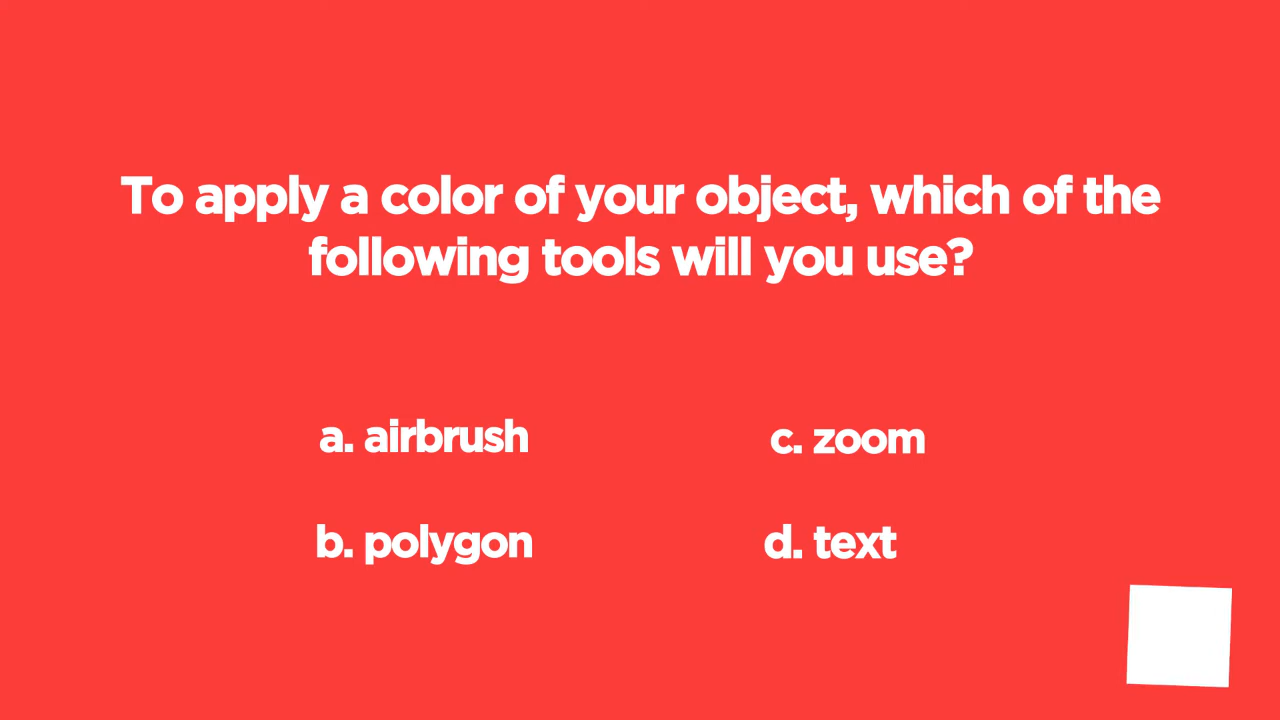 To apply a color of your object, which of the
following tools will you use?
a. airbrush
c. zoom
b. polygon
d. text